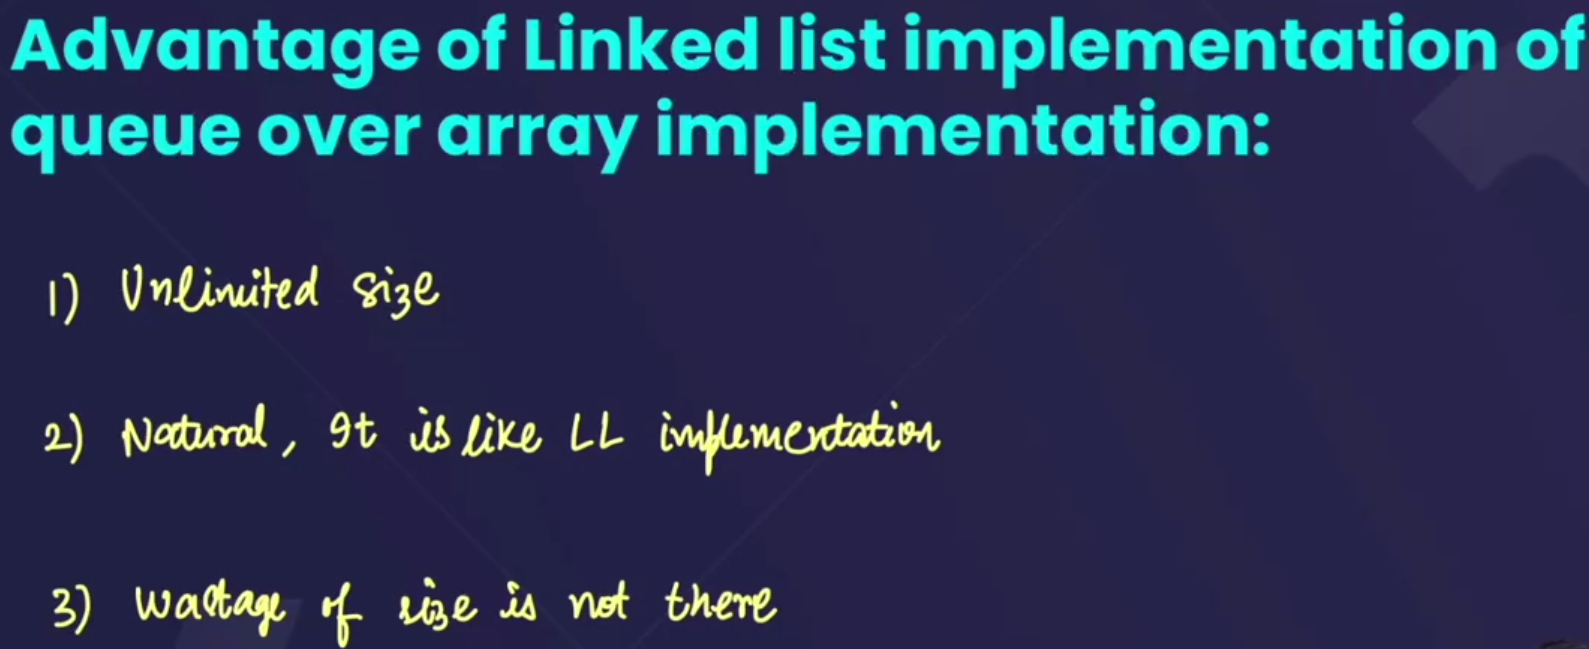 Advantage of Linked list implementation of
queue over array implementation:
1) Unlimited size
2) Natural, It is like LL implementation
3) Wastage of size is not there